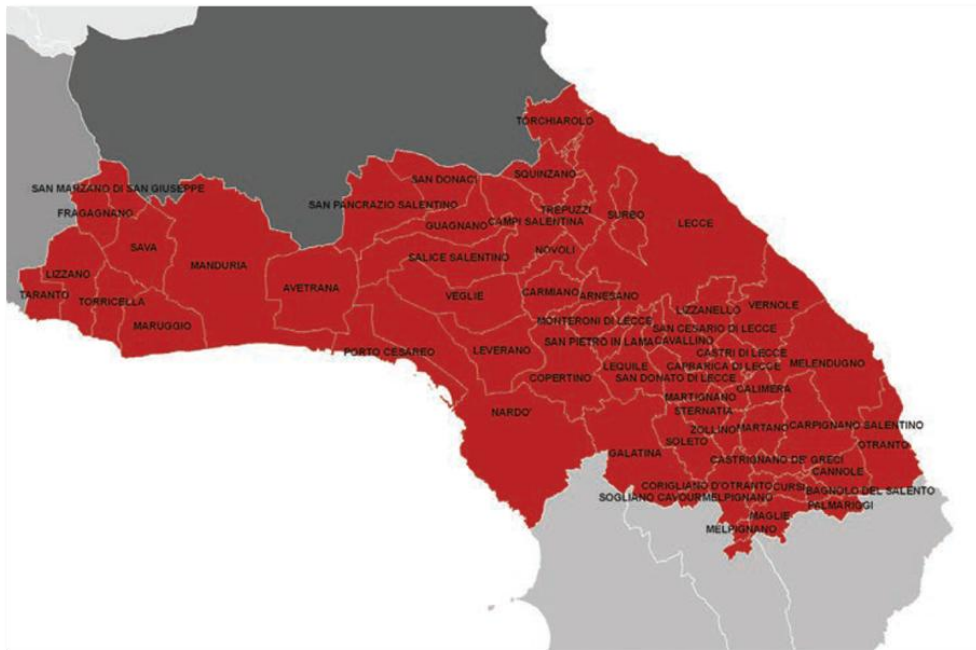 TORCHIAROLO
SAN DONACI
SQUINZANO
SAN MARZANO DI SAN GIUSEPPE
SAN PANCRAZIO SALENTINO
TREPUZZI
FRAGAGNANO
SURBO
GUAGNANO
CAMPI SALENTINA
LECCE
SAVA
NOVOLI
SALICE SALENTINO
MANDURIA
LIZZANO
AVETRANA
CARMIANO
TARANTO
VEGLIE
ARNESANO
TORRICELLA
VERNOLE
LIZZANELLO
MONTERONI DI LECCE
MARUGGIO
SAN CESARIO DI LECCE
SAN PIETRO IN LAMA
CAVALLINO
PORTO CESAREO
LEVERANO
CASTRI DI LECCE
MELENDUGNO
LEQUILE
CAPRARICA DI LECCE
COPERTINO
SAN DONATO DI LECCE
CALIMERA
MARTIGNANO
NARDO'
STERNATIA
CARPIGNANO SALENTINO
ZOLLINO
MARTANO
SOLETO
OTRANTO
GALATINA
CASTRIGNANO DE' GRECI
CANNOLE
CORIGLIANO D'OTRANTO
CURSI
BAGNOLO DEL SALENTO
SOGLIANO CAVOUR
MELPIGNANO
PALMARIGGI
MAGLIE
MELPIGNANO